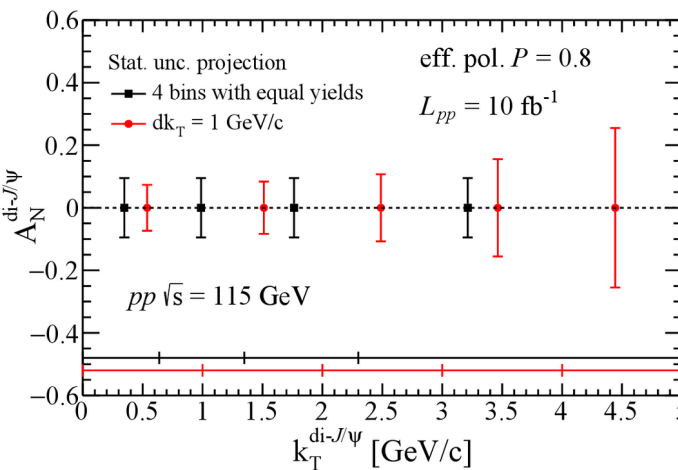 0.6
0.4
0.2
0
−0.2
−0.4
−0.6
A_N^{di-J/ψ}
Stat. unc. projection
4 bins with equal yields
dk_T = 1 GeV/c
eff. pol. P = 0.8
L_{pp} = 10 fb^{-1}
pp √s = 115 GeV
0 0.5 1 1.5 2 2.5 3 3.5 4 4.5
k_T^{di-J/ψ} [GeV/c]